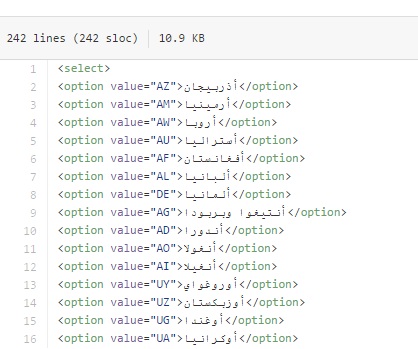 242 lines (242 sloc) 10.9 KB
1 <select>
2 <option value="AZ">أذربيجان</option>
3 <option value="AM">أرمينيا</option>
4 <option value="AW">أروبا</option>
5 <option value="AU">أستراليا</option>
6 <option value="AF">أفغانستان</option>
7 <option value="AL">ألبانيا</option>
8 <option value="DE">ألمانيا</option>
9 <option value="AG">أنتيغوا وبربودا</option>
10 <option value="AD">أندورا</option>
11 <option value="AO">أنغولا</option>
12 <option value="AI">أنغيلا</option>
13 <option value="UY">أوروغواي</option>
14 <option value="UZ">أوزبكستان</option>
15 <option value="UG">أوغندا</option>
16 <option value="UA">أوكرانيا</option>